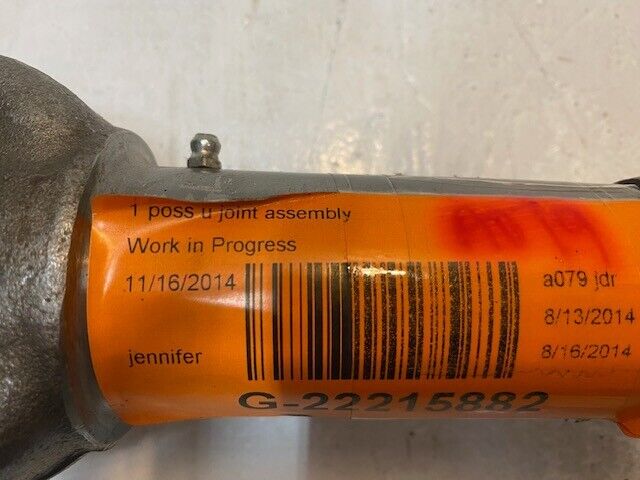 1 poss u joint assembly
Work in Progress
11/16/2014
a079 jdr
8/13/2014
jennifer
8/16/2014
G-22215882